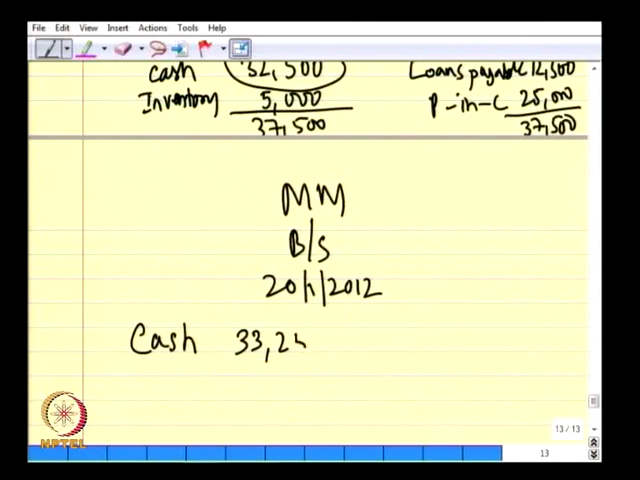 File Edit View Insert Actions Tools Help
Cash 32,500 Loans payable 12,500
Inventory 5,000 P-in-C 25,000
37,500 37,500
MM
B/S
20/1/2012
Cash 33,25
NPTEL
13/13
13